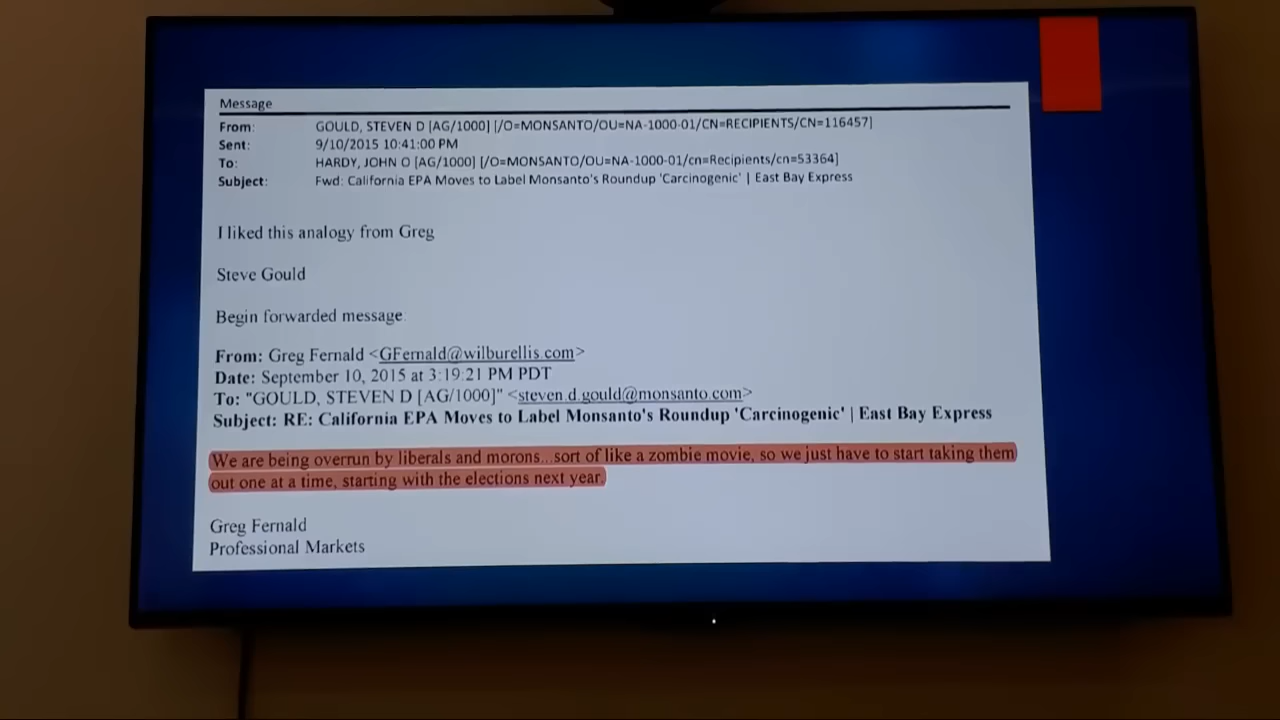 Message
From: GOULD, STEVEN D [AG/1000] [/O=MONSANTO/OU=NA-1000-01/CN=RECIPIENTS/CN=116457]
Sent: 9/10/2015 10:41:00 PM
To: HARDY, JOHN O [AG/1000] [/O=MONSANTO/OU=NA-1000-01/cn=Recipients/cn=53364]
Subject: Fwd: California EPA Moves to Label Monsanto's Roundup 'Carcinogenic' | East Bay Express
I liked this analogy from Greg
Steve Gould
Begin forwarded message
From: Greg Fernald <GFernald@wilburellis.com>
Date: September 10, 2015 at 3:19:21 PM PDT
To: "GOULD, STEVEN D [AG/1000]" <steven.d.gould@monsanto.com>
Subject: RE: California EPA Moves to Label Monsanto's Roundup 'Carcinogenic' | East Bay Express
We are being overrun by liberals and morons...sort of like a zombie movie, so we just have to start taking them
out one at a time, starting with the elections next year.
Greg Fernald
Professional Markets